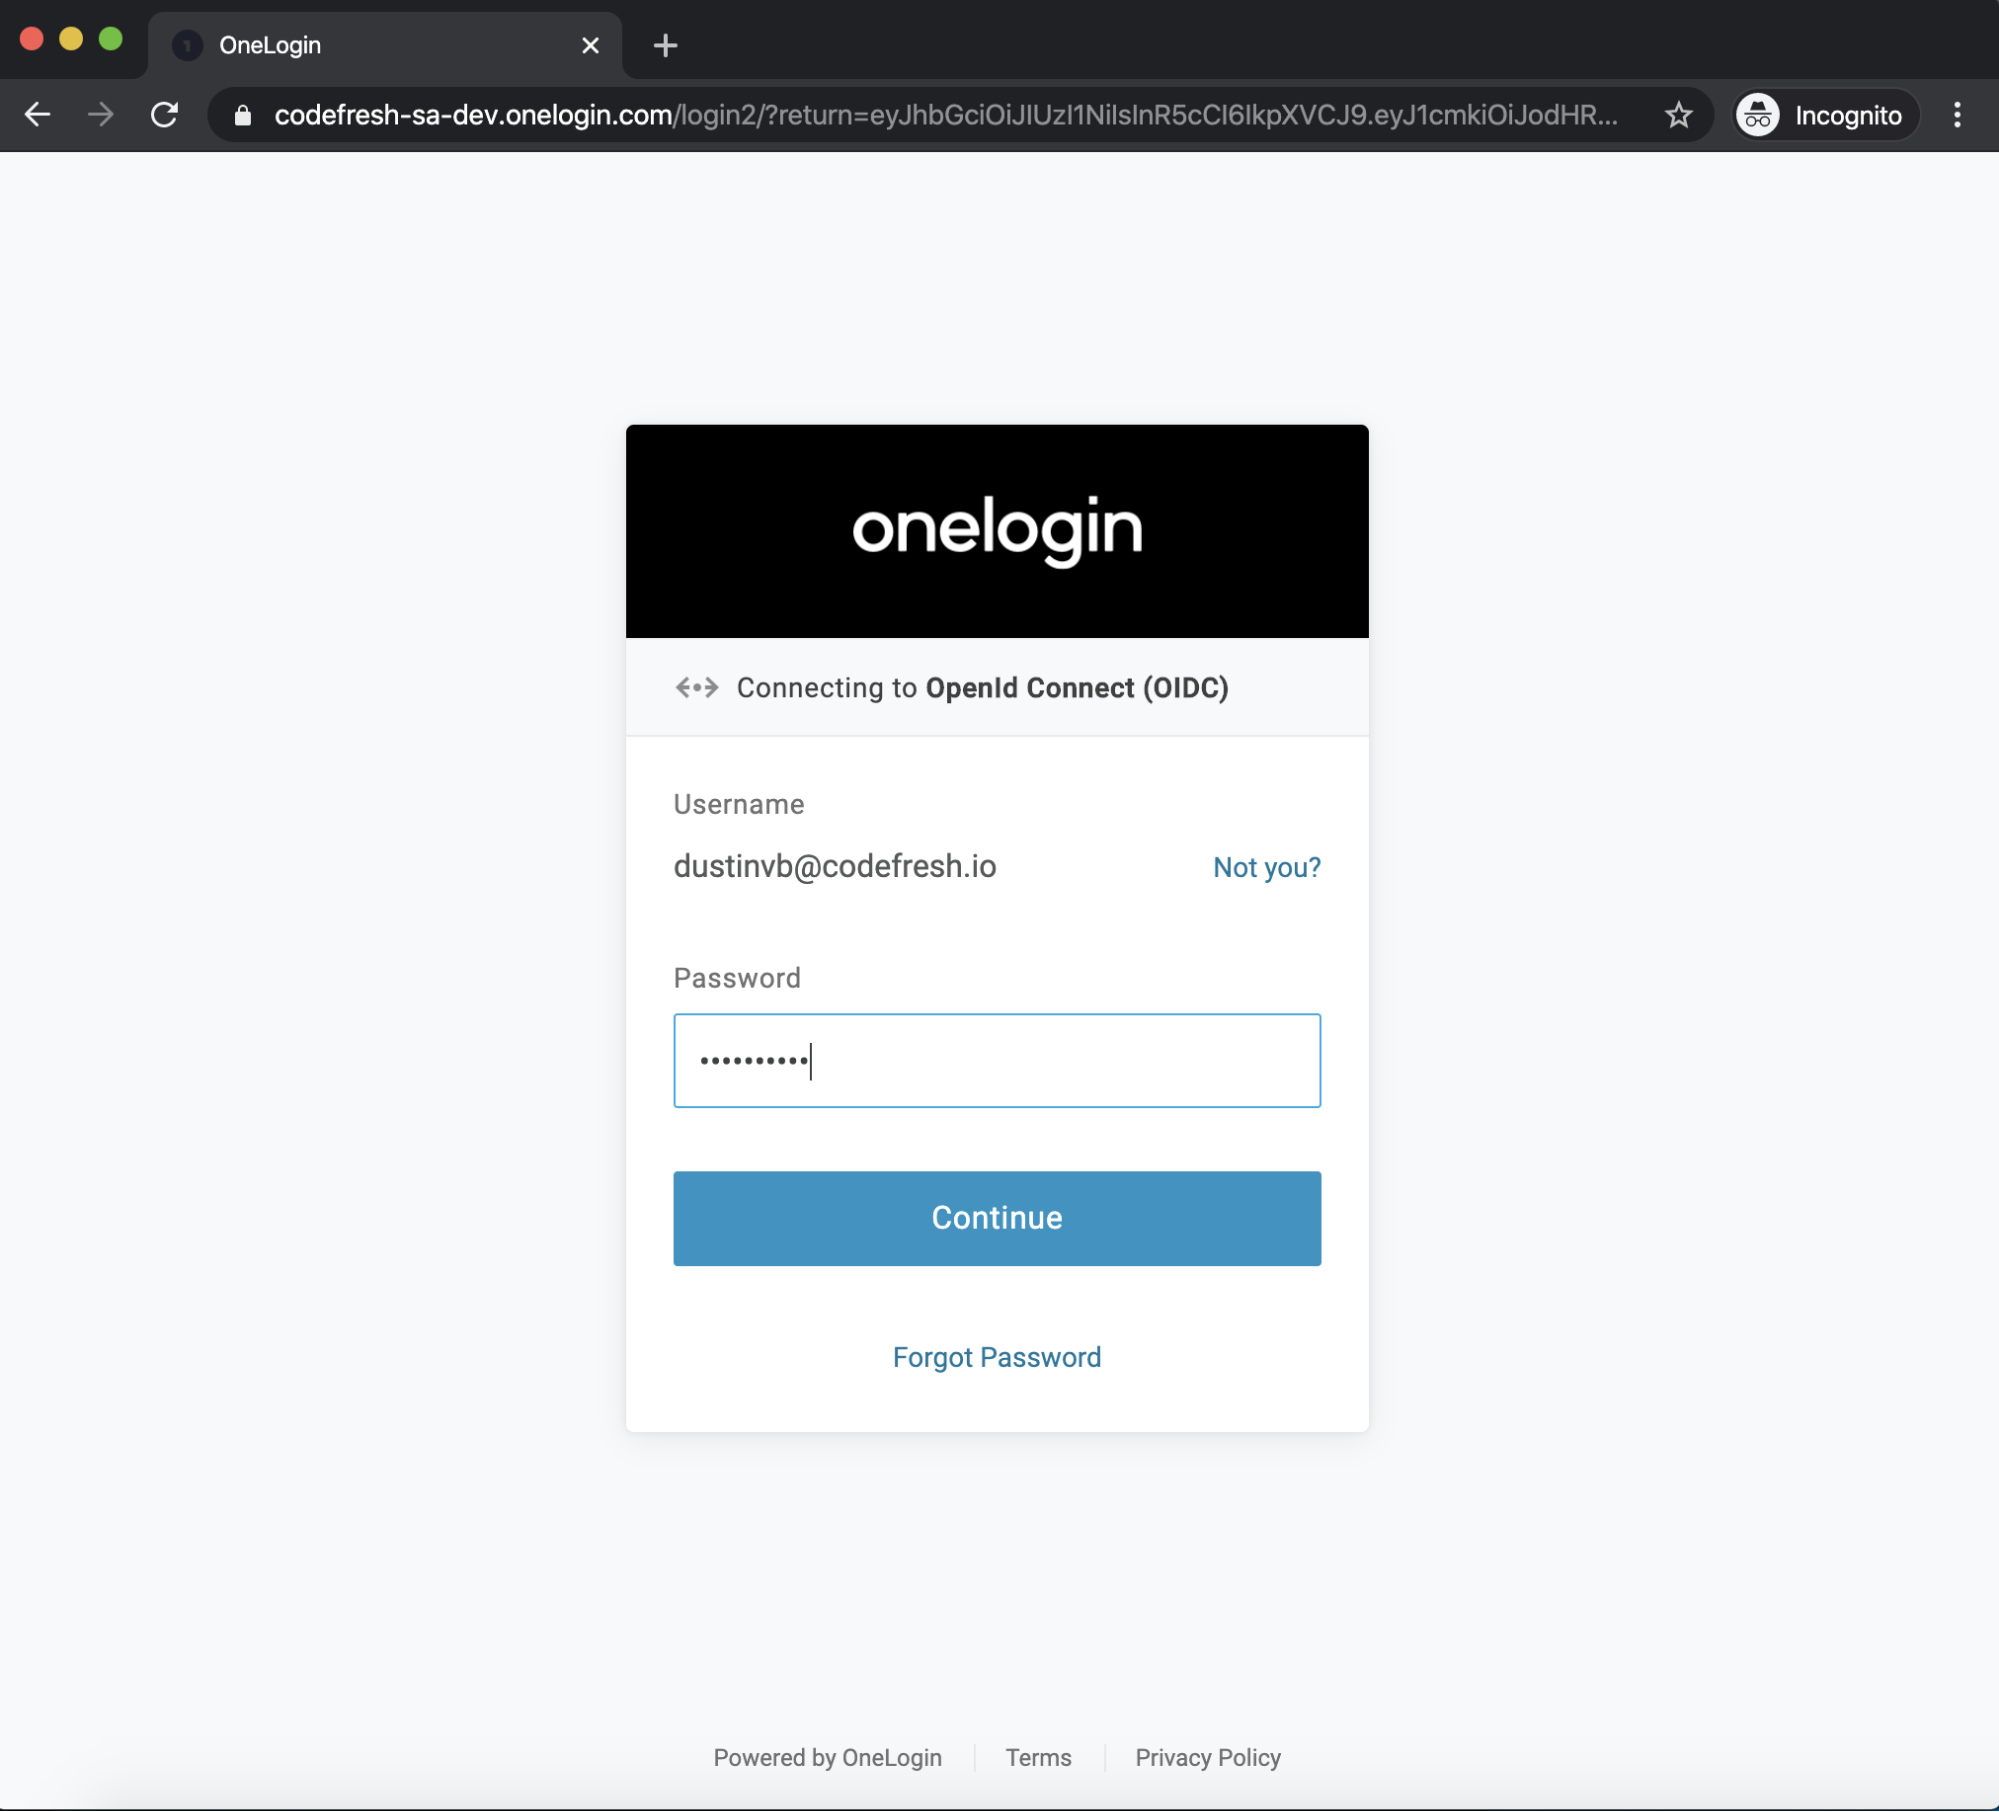 OneLogin
codefresh-sa-dev.onelogin.com/login2/?return=eyJhbGciOiJIUzI1NiIsInR5cCI6IkpXVCJ9.eyJ1cmkiOiJodHR...
Incognito
onelogin
Connecting to OpenId Connect (OIDC)
Username
dustinvb@codefresh.io
Not you?
Password
••••••••••
Continue
Forgot Password
Powered by OneLogin
Terms
Privacy Policy